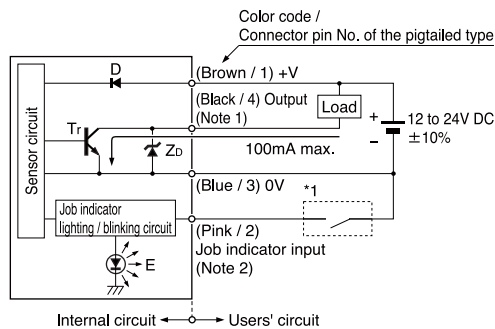 Color code /
Connector pin No. of the pigtailed type
D
(Brown / 1) +V
(Black / 4) Output
(Note 1)
Load
Tr
ZD
100mA max.
+
−
12 to 24V DC
±10%
Sensor circuit
(Blue / 3) 0V
*1
Job indicator
lighting / blinking circuit
(Pink / 2)
Job indicator input
(Note 2)
E
Internal circuit
Users' circuit